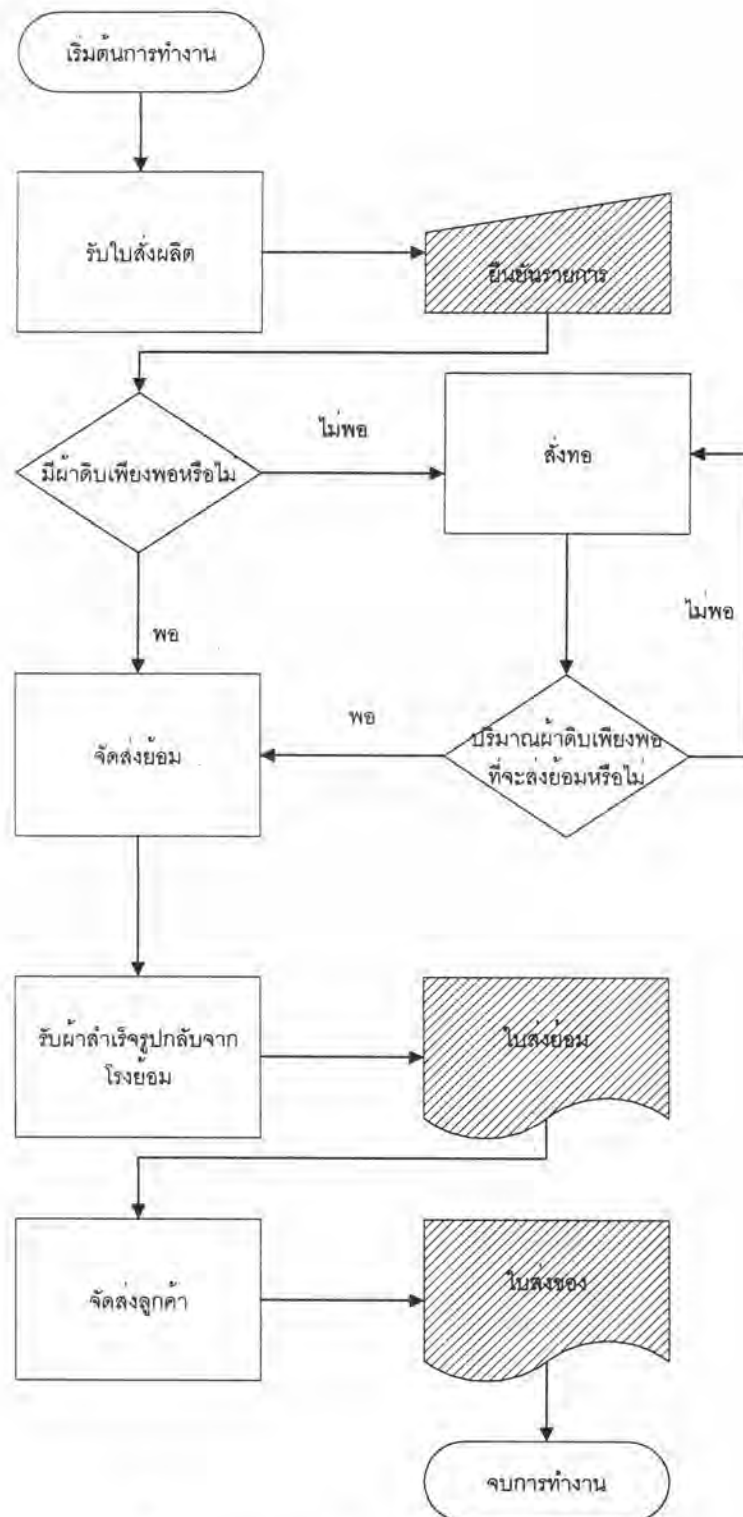 เริ่มต้นการทำงาน
รับใบสั่งผลิต
ยืนยันรายการ
ไม่พอ
สั่งทอ
มีผ้าดิบเพียงพอหรือไม่
ไม่พอ
พอ
พอ
ปริมาณผ้าดิบเพียงพอ
ที่จะส่งย้อมหรือไม่
จัดส่งย้อม
รับผ้าสำเร็จรูปกลับจาก
โรงย้อม
ใบส่งย้อม
จัดส่งลูกค้า
ใบส่งของ
จบการทำงาน